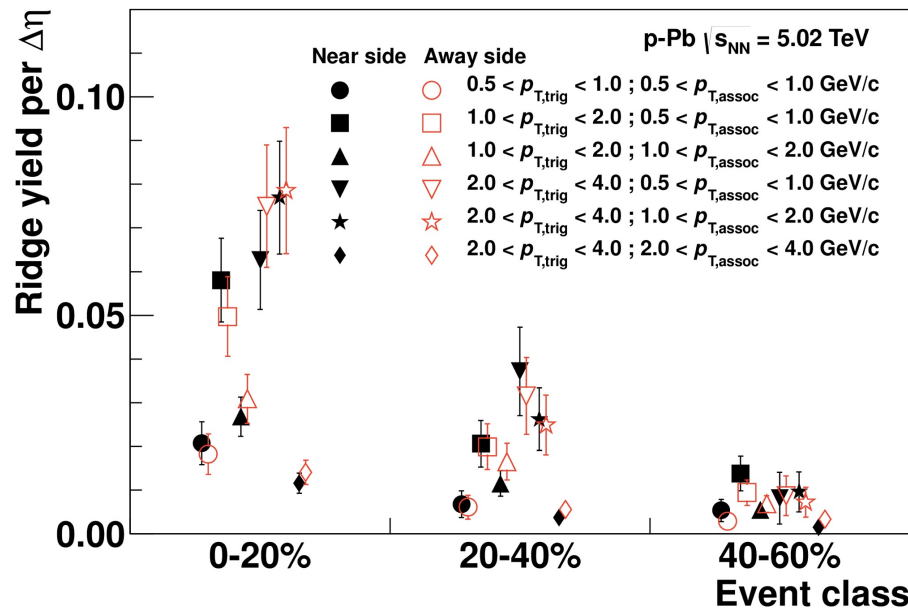 p-Pb √sNN = 5.02 TeV
Near side Away side
0.5 < pT,trig < 1.0 ; 0.5 < pT,assoc < 1.0 GeV/c
1.0 < pT,trig < 2.0 ; 0.5 < pT,assoc < 1.0 GeV/c
1.0 < pT,trig < 2.0 ; 1.0 < pT,assoc < 2.0 GeV/c
2.0 < pT,trig < 4.0 ; 0.5 < pT,assoc < 1.0 GeV/c
2.0 < pT,trig < 4.0 ; 1.0 < pT,assoc < 2.0 GeV/c
2.0 < pT,trig < 4.0 ; 2.0 < pT,assoc < 4.0 GeV/c
Ridge yield per Δη
0.10
0.05
0.00
0-20% 20-40% 40-60%
Event class